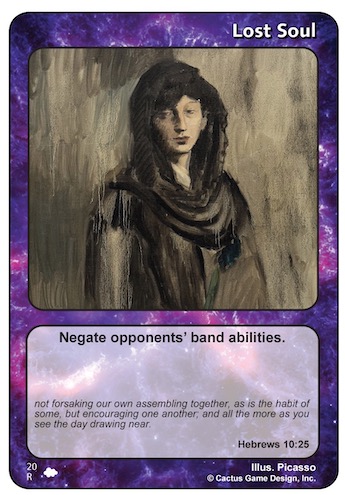 Lost Soul
Negate opponents' band abilities.
not forsaking our own assembling together, as is the habit of
some, but encouraging one another; and all the more as you
see the day drawing near.
Hebrews 10:25
20
R
Illus. Picasso
© Cactus Game Design, Inc.